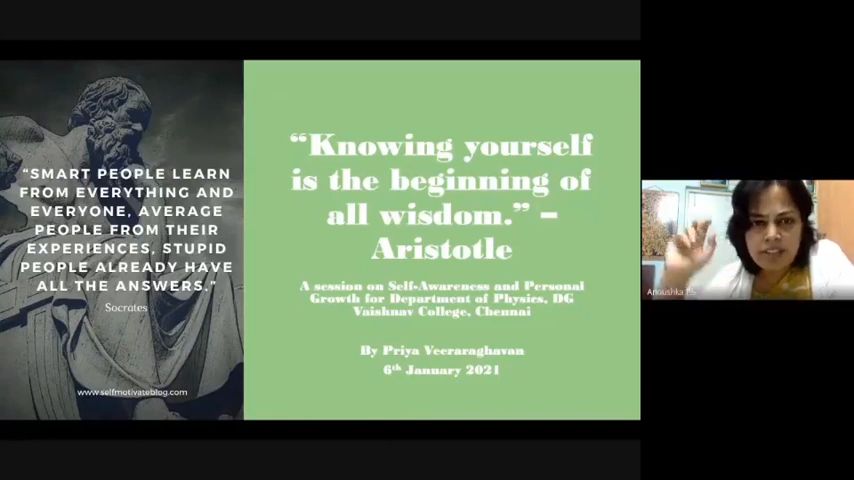 “SMART PEOPLE LEARN
FROM EVERYTHING AND
EVERYONE, AVERAGE
PEOPLE FROM THEIR
EXPERIENCES, STUPID
PEOPLE ALREADY HAVE
ALL THE ANSWERS.”
Socrates
www.selfmotivateblog.com
“Knowing yourself
is the beginning of
all wisdom.” –
Aristotle
A session on Self-Awareness and Personal
Growth for Department of Physics, DG
Vaishnav College, Chennai
By Priya Veeraraghavan
6th January 2021
Anoushka